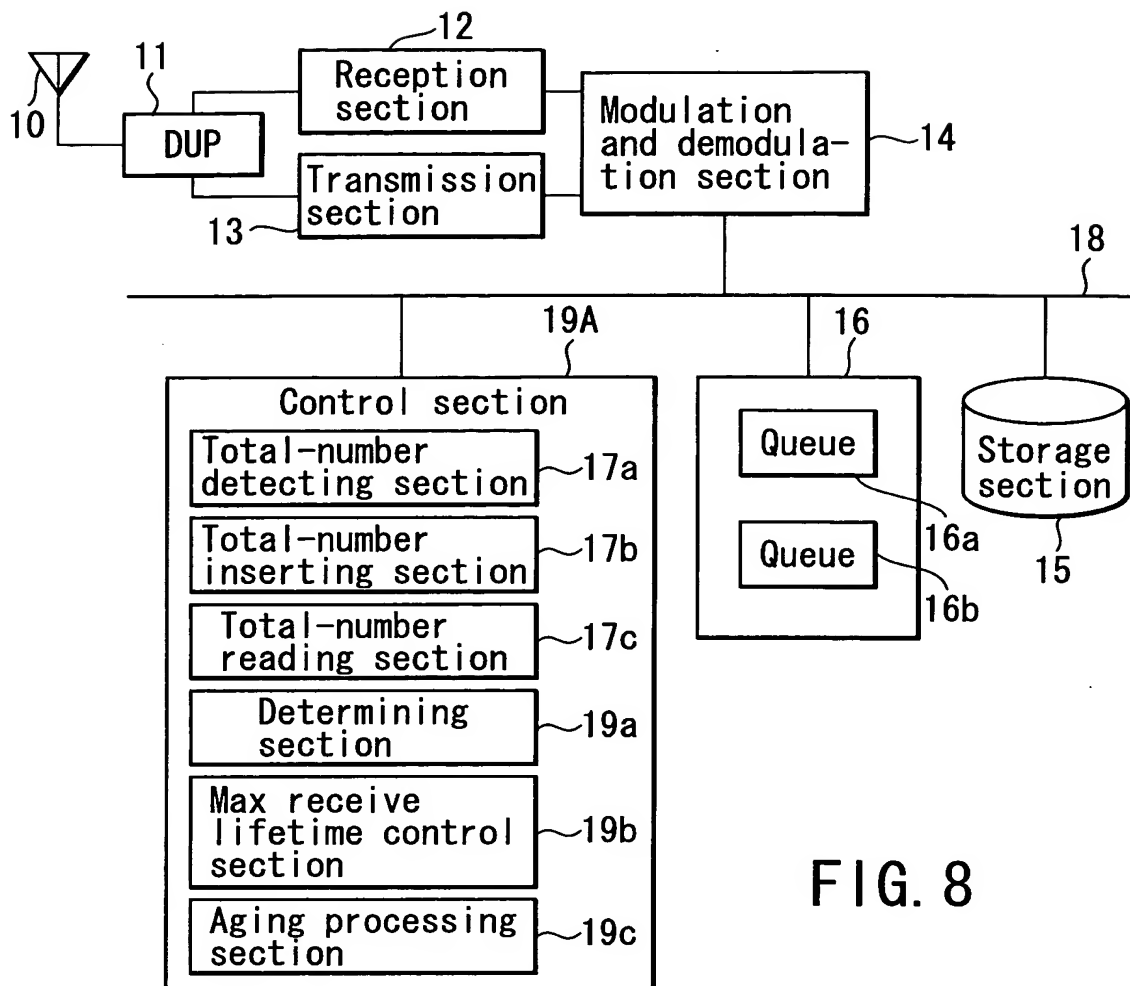 12
11
Reception
section
10
DUP
Modulation
and demodula-
tion section
14
Transmission
section
13
18
19A
16
Control section
Total-number
detecting section
17a
Queue
Storage
section
16a
15
Total-number
inserting section
17b
Queue
16b
Total-number
reading section
17c
Determining
section
19a
Max receive
lifetime control
section
19b
Aging processing
section
19c
FIG. 8